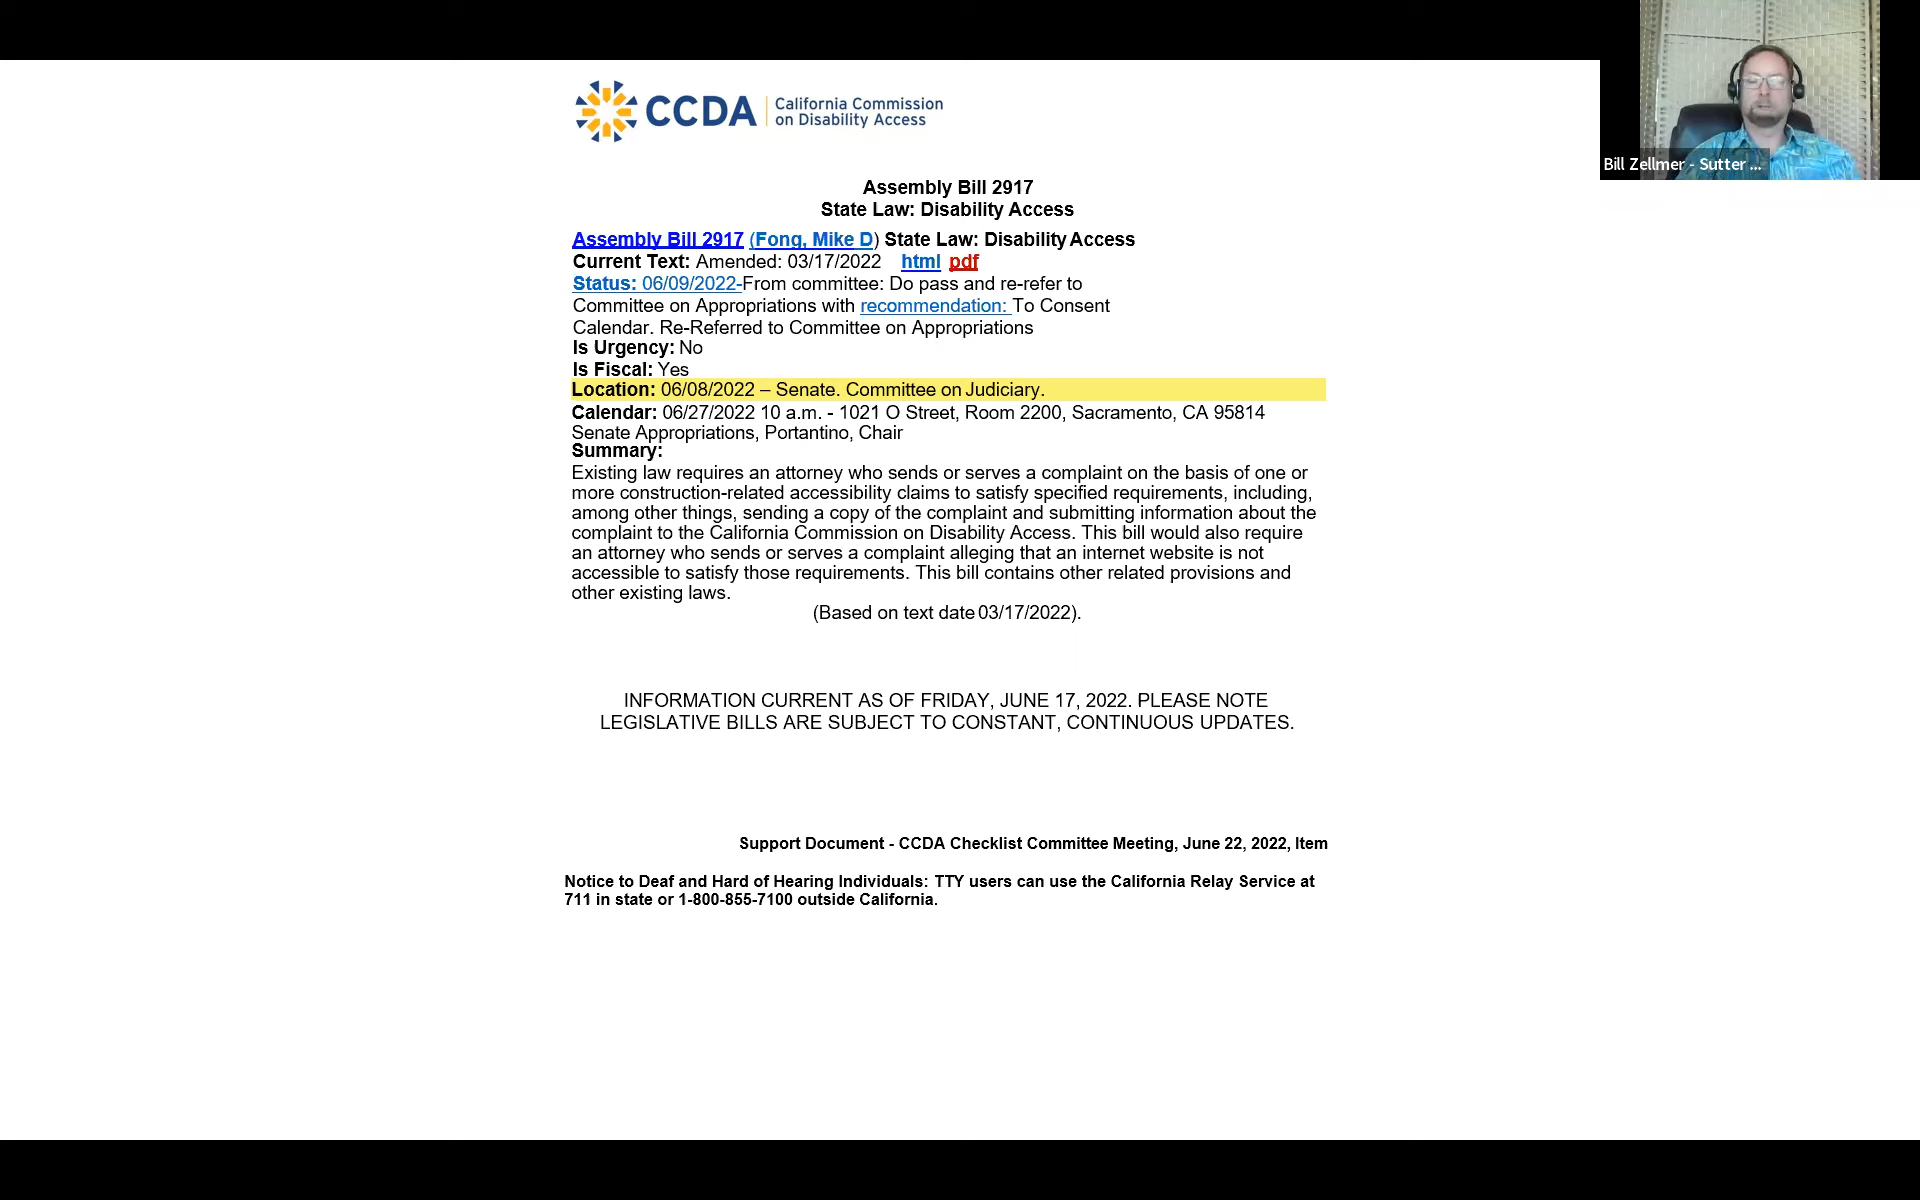 CCDA California Commission
on Disability Access
Bill Zellmer - Sutter ...
Assembly Bill 2917
State Law: Disability Access
Assembly Bill 2917 (Fong, Mike D) State Law: Disability Access
Current Text: Amended: 03/17/2022 html pdf
Status: 06/09/2022-From committee: Do pass and re-refer to
Committee on Appropriations with recommendation: To Consent
Calendar. Re-Referred to Committee on Appropriations
Is Urgency: No
Is Fiscal: Yes
Location: 06/08/2022 – Senate. Committee on Judiciary.
Calendar: 06/27/2022 10 a.m. - 1021 O Street, Room 2200, Sacramento, CA 95814
Senate Appropriations, Portantino, Chair
Summary:
Existing law requires an attorney who sends or serves a complaint on the basis of one or
more construction-related accessibility claims to satisfy specified requirements, including,
among other things, sending a copy of the complaint and submitting information about the
complaint to the California Commission on Disability Access. This bill would also require
an attorney who sends or serves a complaint alleging that an internet website is not
accessible to satisfy those requirements. This bill contains other related provisions and
other existing laws.
(Based on text date 03/17/2022).
INFORMATION CURRENT AS OF FRIDAY, JUNE 17, 2022. PLEASE NOTE
LEGISLATIVE BILLS ARE SUBJECT TO CONSTANT, CONTINUOUS UPDATES.
Support Document - CCDA Checklist Committee Meeting, June 22, 2022, Item
Notice to Deaf and Hard of Hearing Individuals: TTY users can use the California Relay Service at
711 in state or 1-800-855-7100 outside California.